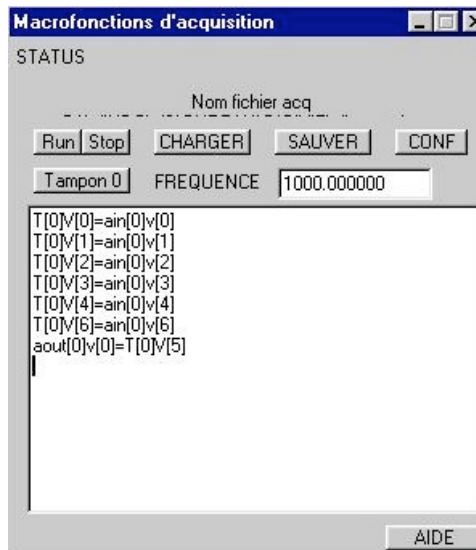 Macrofonctions d'acquisition
STATUS
Nom fichier acq
Run Stop CHARGER SAUVER CONF
Tampon 0 FREQUENCE 1000.000000
T[0]V[0]=ain[0]v[0]
T[0]V[1]=ain[0]v[1]
T[0]V[2]=ain[0]v[2]
T[0]V[3]=ain[0]v[3]
T[0]V[4]=ain[0]v[4]
T[0]V[6]=ain[0]v[6]
aout[0]v[0]=T[0]V[5]
AIDE